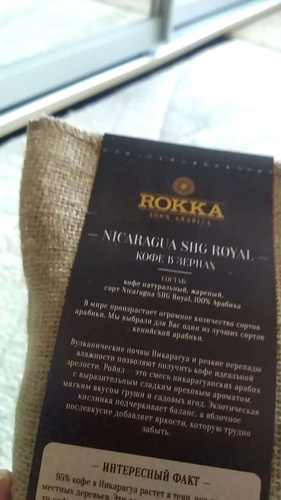 ROKKA
100% ARABICA
NICARAGUA SHG ROYAL
КОФЕ В ЗЕРНАХ
СОСТАВ
кофе натуральный, жареный,
сорт Nicaragua SHG Royal, 100% Арабика
В мире произрастает огромное количество сортов
арабики. Мы выбрали для Вас один из лучших сортов
кенийской арабики.
Вулканические почвы Никарагуа и резкие перепады
влажности позволяют получить кофе идеальной
зрелости. Ройял – это смесь никарагуанских арабик
с выразительным сладким ореховым ароматом,
мягким вкусом груши и садовых ягод. Экзотическая
кислинка подчеркивает баланс, а яблочное
послевкусие добавляет яркости, которую трудно
забыть.
ИНТЕРЕСНЫЙ ФАКТ
95% кофе в Никарагуа растет в тени
местных деревьев. Это